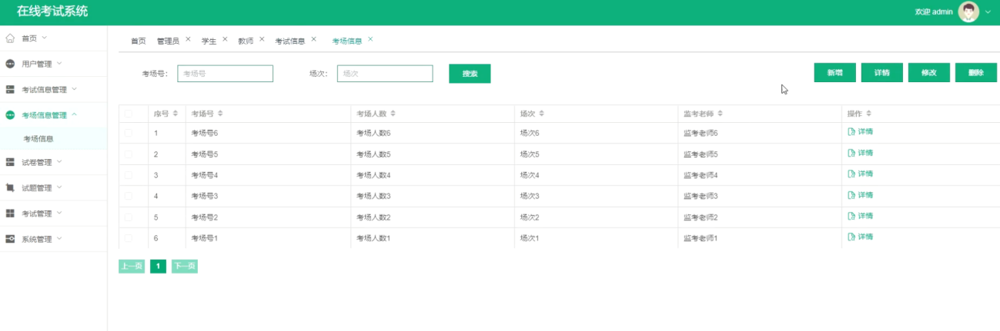 在线考试系统
欢迎 admin
首页
用户管理
考试信息管理
考场信息管理
考场信息
试卷管理
试题管理
考试管理
系统管理
首页 管理员 × 学生 × 教师 × 考试信息 × 考场信息 ×
考场号： 考场号 场次： 场次 搜索
新增 详情 修改 删除
序号 考场号 考场人数 场次 监考老师 操作
1 考场号6 考场人数6 场次6 监考老师6 详情
2 考场号5 考场人数5 场次5 监考老师5 详情
3 考场号4 考场人数4 场次4 监考老师4 详情
4 考场号3 考场人数3 场次3 监考老师3 详情
5 考场号2 考场人数2 场次2 监考老师2 详情
6 考场号1 考场人数1 场次1 监考老师1 详情
上一页 1 下一页